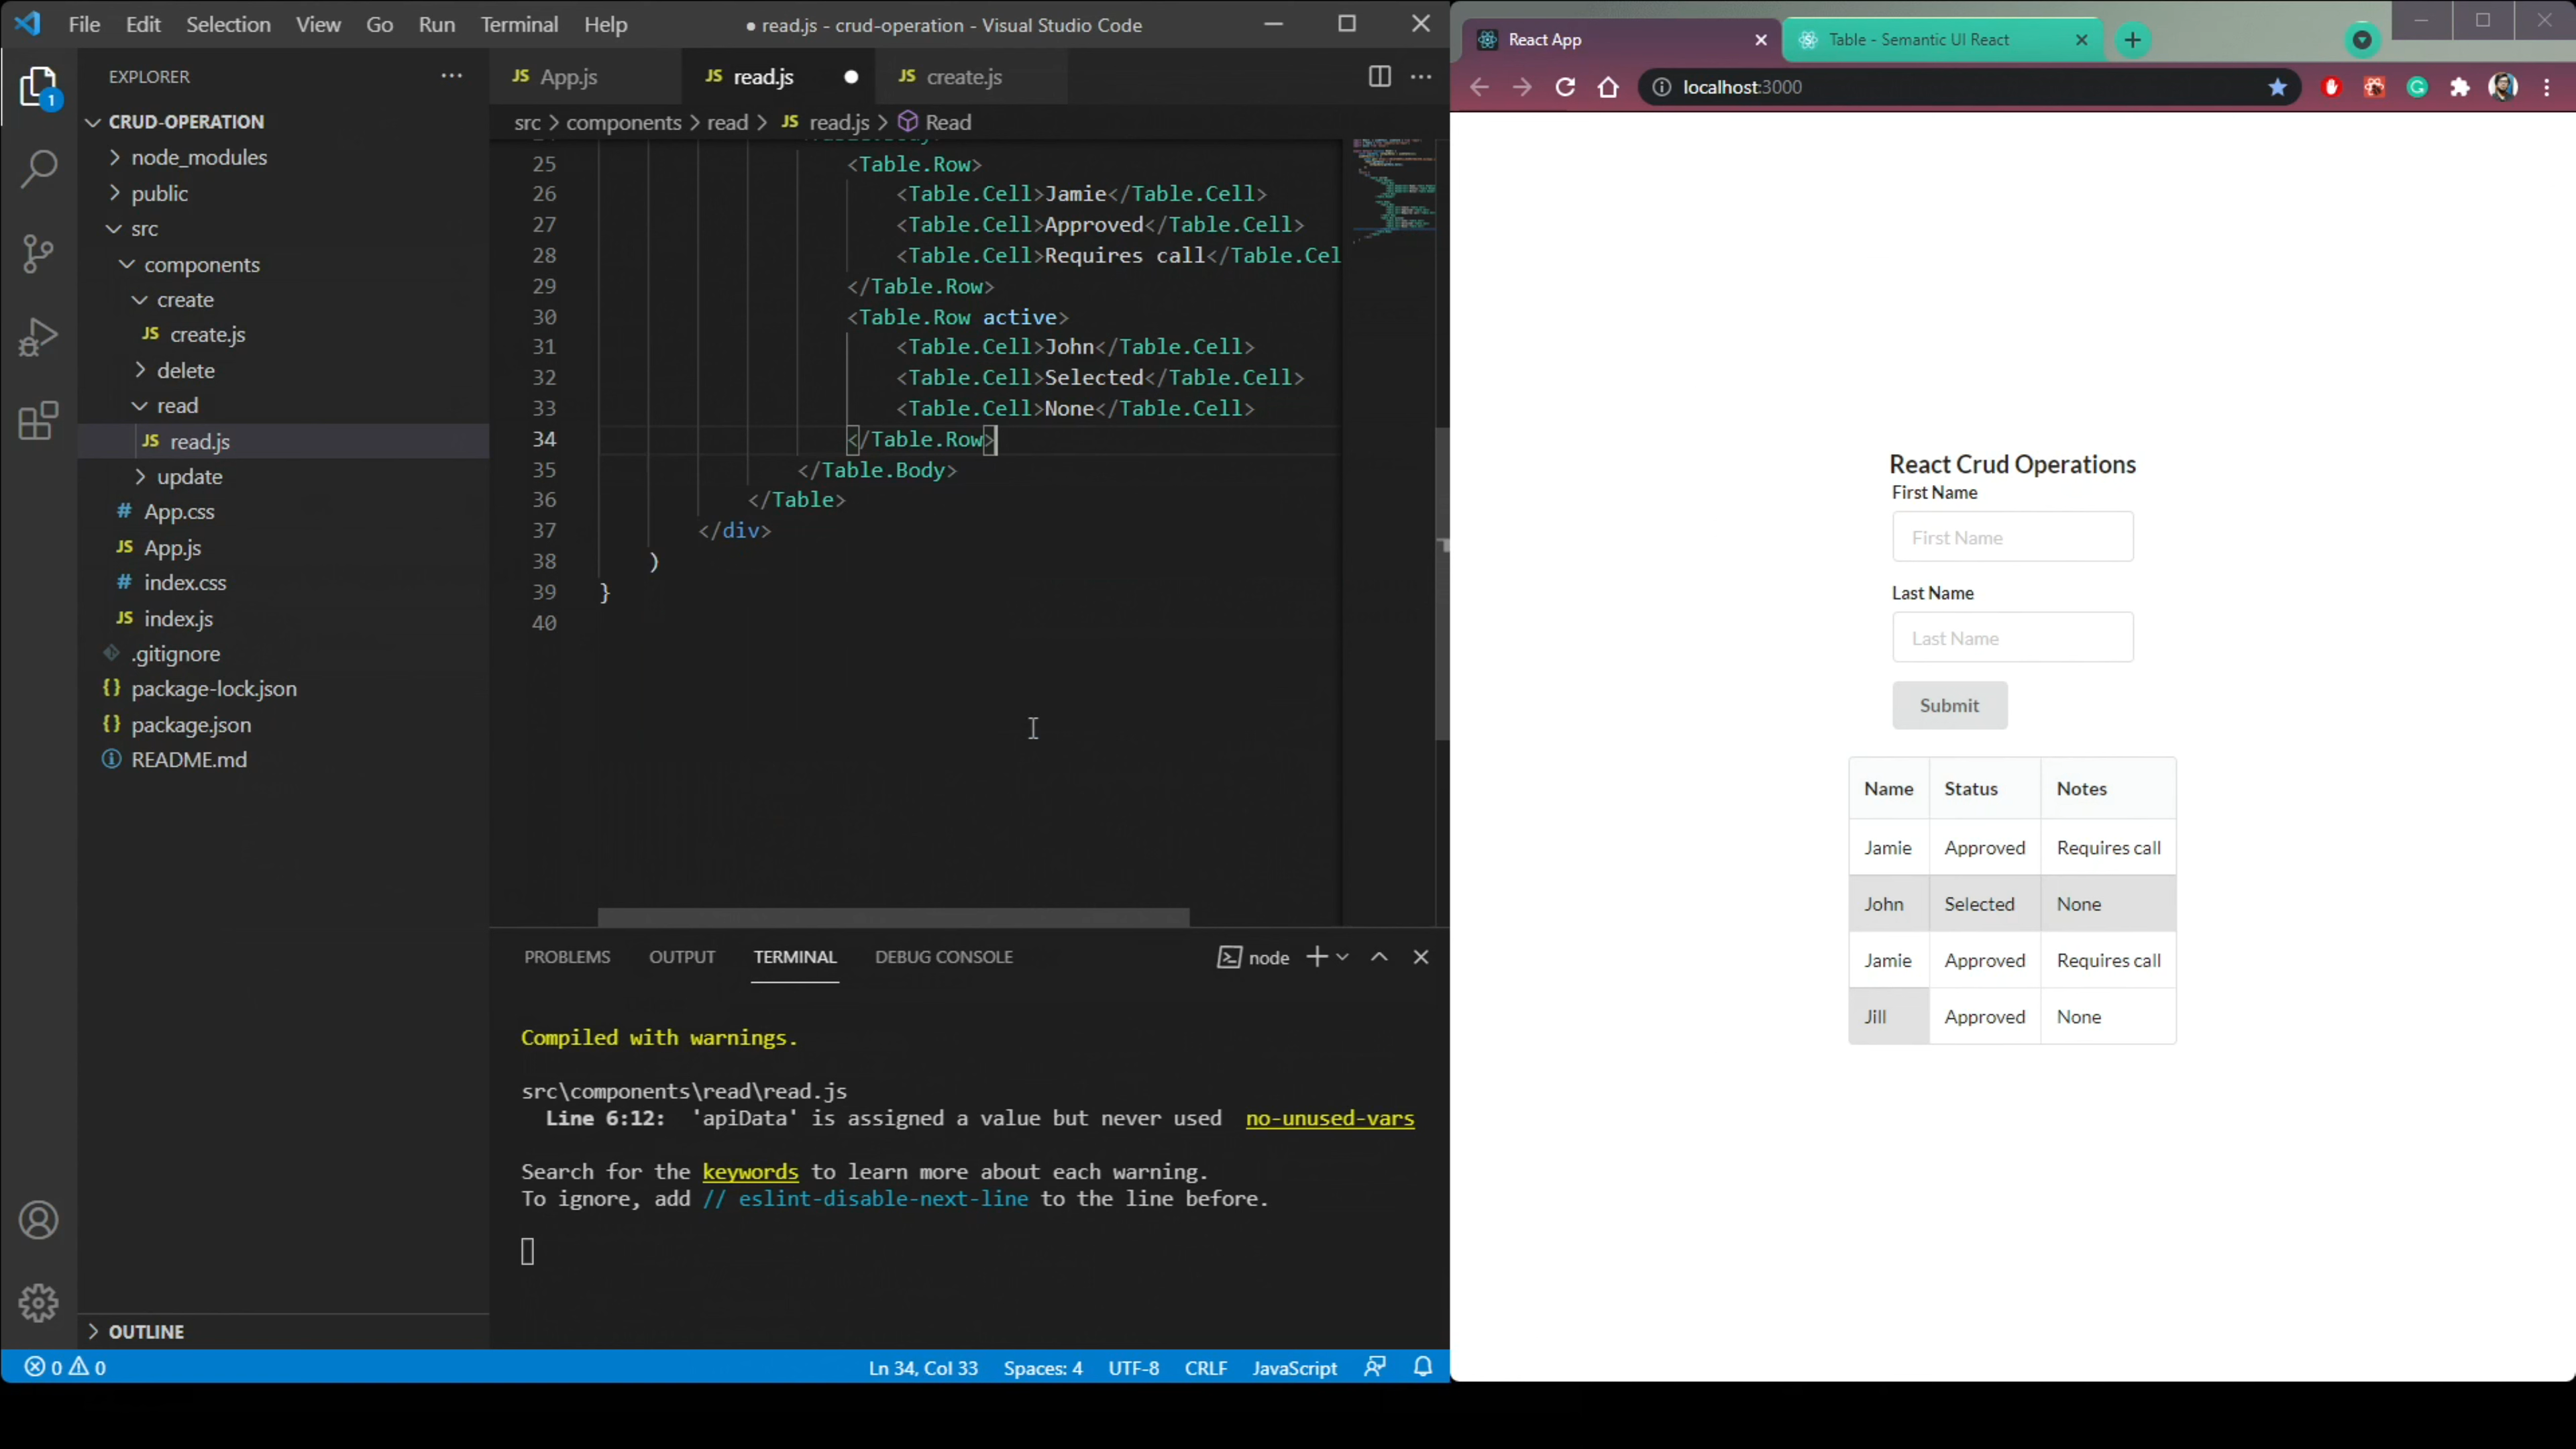 File Edit Selection View Go Run Terminal Help
● read.js - crud-operation - Visual Studio Code
EXPLORER
CRUD-OPERATION
node_modules
public
src
components
create
JS create.js
delete
read
JS read.js
update
# App.css
JS App.js
# index.css
JS index.js
.gitignore
{} package-lock.json
{} package.json
README.md
OUTLINE
1
JS App.js
JS read.js
JS create.js
src > components > read > JS read.js > Read
25 <Table.Row>
26 <Table.Cell>Jamie</Table.Cell>
27 <Table.Cell>Approved</Table.Cell>
28 <Table.Cell>Requires call</Table.Cel
29 </Table.Row>
30 <Table.Row active>
31 <Table.Cell>John</Table.Cell>
32 <Table.Cell>Selected</Table.Cell>
33 <Table.Cell>None</Table.Cell>
34 </Table.Row>
35 </Table.Body>
36 </Table>
37 </div>
38 )
39 }
40
PROBLEMS OUTPUT TERMINAL DEBUG CONSOLE
node
Compiled with warnings.
src\components\read\read.js
Line 6:12: 'apiData' is assigned a value but never used no-unused-vars
Search for the keywords to learn more about each warning.
To ignore, add // eslint-disable-next-line to the line before.
0 0
Ln 34, Col 33 Spaces: 4 UTF-8 CRLF JavaScript
React App
Table - Semantic UI React
localhost:3000
React Crud Operations
First Name
First Name
Last Name
Last Name
Submit
Name Status Notes
Jamie Approved Requires call
John Selected None
Jamie Approved Requires call
Jill Approved None